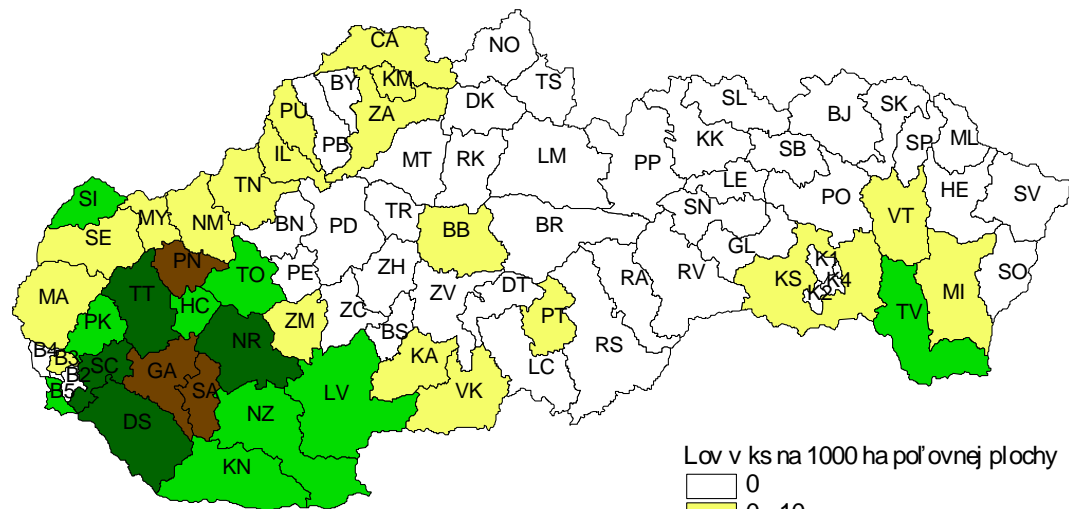 NO
CA
BY
KM
TS
DK
SL
SK
PU
ZA
BJ
PB
KK
SP
ML
IL
MT
RK
LM
PP
SB
TN
LE
HE
SI
PO
SV
MY
NM
BN
TR
SN
VT
SE
PD
BB
BR
GL
PN
TO
PE
ZH
RA
RV
K1
SO
MA
TT
HC
ZC
ZV
DT
KS
K4
K2
MI
PK
ZM
BS
PT
TV
B4
B3
SC
NR
KA
RS
B2
GA
LC
B5
SA
LV
VK
DS
NZ
KN
Lov v ks na 1000 ha poľovnej plochy
0